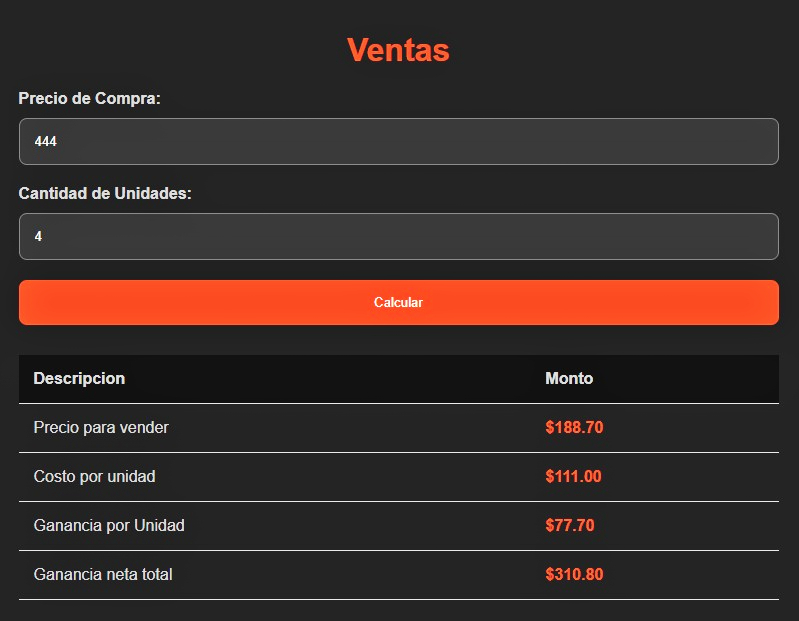 Ventas
Precio de Compra:
444
Cantidad de Unidades:
4
Calcular
Descripcion Monto
Precio para vender $188.70
Costo por unidad $111.00
Ganancia por Unidad $77.70
Ganancia neta total $310.80